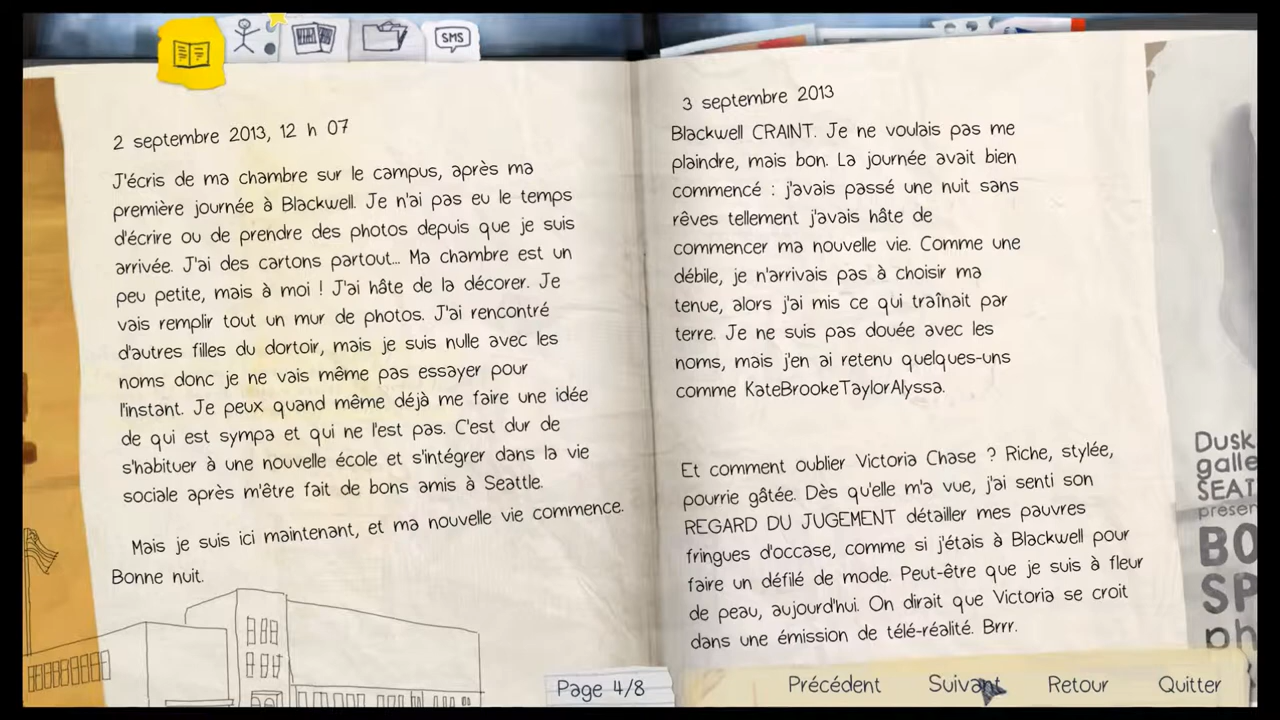 SMS
2 septembre 2013, 12 h 07
J'écris de ma chambre sur le campus, après ma
première journée à Blackwell. Je n'ai pas eu le temps
d'écrire ou de prendre des photos depuis que je suis
arrivée. J'ai des cartons partout... Ma chambre est un
peu petite, mais à moi ! J'ai hâte de la décorer. Je
vais remplir tout un mur de photos. J'ai rencontré
d'autres filles du dortoir, mais je suis nulle avec les
noms donc je ne vais même pas essayer pour
l'instant. Je peux quand même déjà me faire une idée
de qui est sympa et qui ne l'est pas. C'est dur de
s'habituer à une nouvelle école et s'intégrer dans la vie
sociale après m'être fait de bons amis à Seattle.
Mais je suis ici maintenant, et ma nouvelle vie commence.
Bonne nuit.
3 septembre 2013
Blackwell CRAINT. Je ne voulais pas me
plaindre, mais bon. La journée avait bien
commencé : j'avais passé une nuit sans
rêves tellement j'avais hâte de
commencer ma nouvelle vie. Comme une
débile, je n'arrivais pas à choisir ma
tenue, alors j'ai mis ce qui traînait par
terre. Je ne suis pas douée avec les
noms, mais j'en ai retenu quelques-uns
comme KateBrookeTaylorAlyssa.
Et comment oublier Victoria Chase ? Riche, stylée,
pourrie gâtée. Dès qu'elle m'a vue, j'ai senti son
REGARD DU JUGEMENT détailler mes pauvres
fringues d'occase, comme si j'étais à Blackwell pour
faire un défilé de mode. Peut-être que je suis à fleur
de peau, aujourd'hui. On dirait que Victoria se croit
dans une émission de télé-réalité. Brrr.
Dusk
galle
SEAT
presen
BO
SP
ph
Page 4/8
Précédent Suivant Retour Quitter